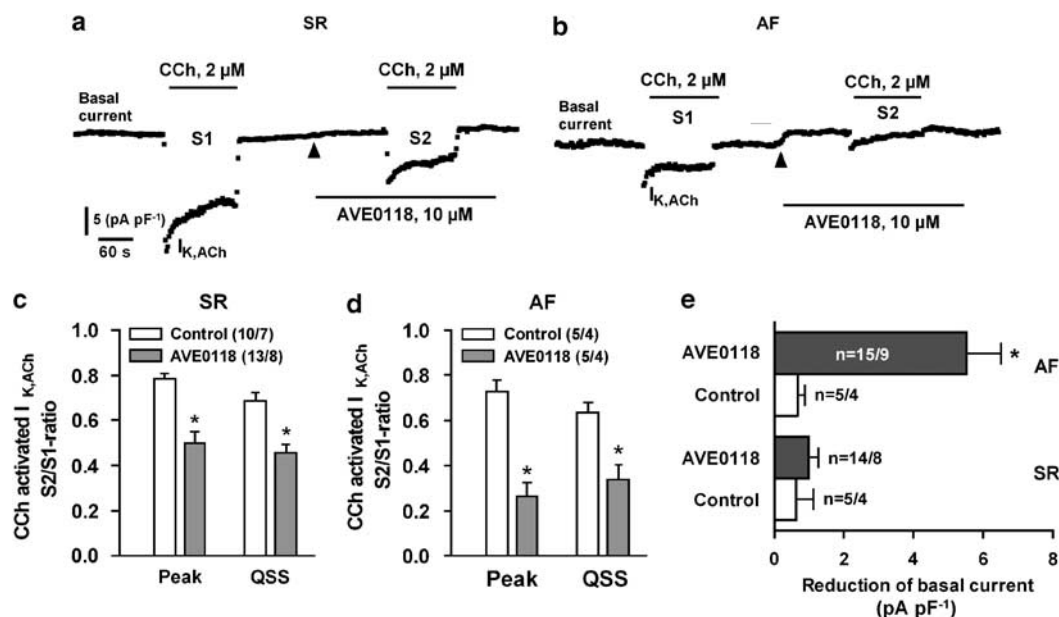 a
SR
CCh, 2 µM
CCh, 2 µM
Basal
current
S1
S2
5 (pA pF⁻¹)
60 s
I K,ACh
AVE0118, 10 µM
b
AF
CCh, 2 µM
CCh, 2 µM
Basal
current
S1
S2
I K,ACh
AVE0118, 10 µM
c
SR
CCh activated I K,ACh
S2/S1-ratio
1.0
0.8
0.6
0.4
0.2
0.0
Control (10/7)
AVE0118 (13/8)
*
*
Peak
QSS
d
AF
CCh activated I K,ACh
S2/S1-ratio
1.0
0.8
0.6
0.4
0.2
0.0
Control (5/4)
AVE0118 (5/4)
*
*
Peak
QSS
e
AVE0118
n=15/9
*
AF
Control
n=5/4
AVE0118
n=14/8
SR
Control
n=5/4
0 2 4 6 8
Reduction of basal current
(pA pF⁻¹)